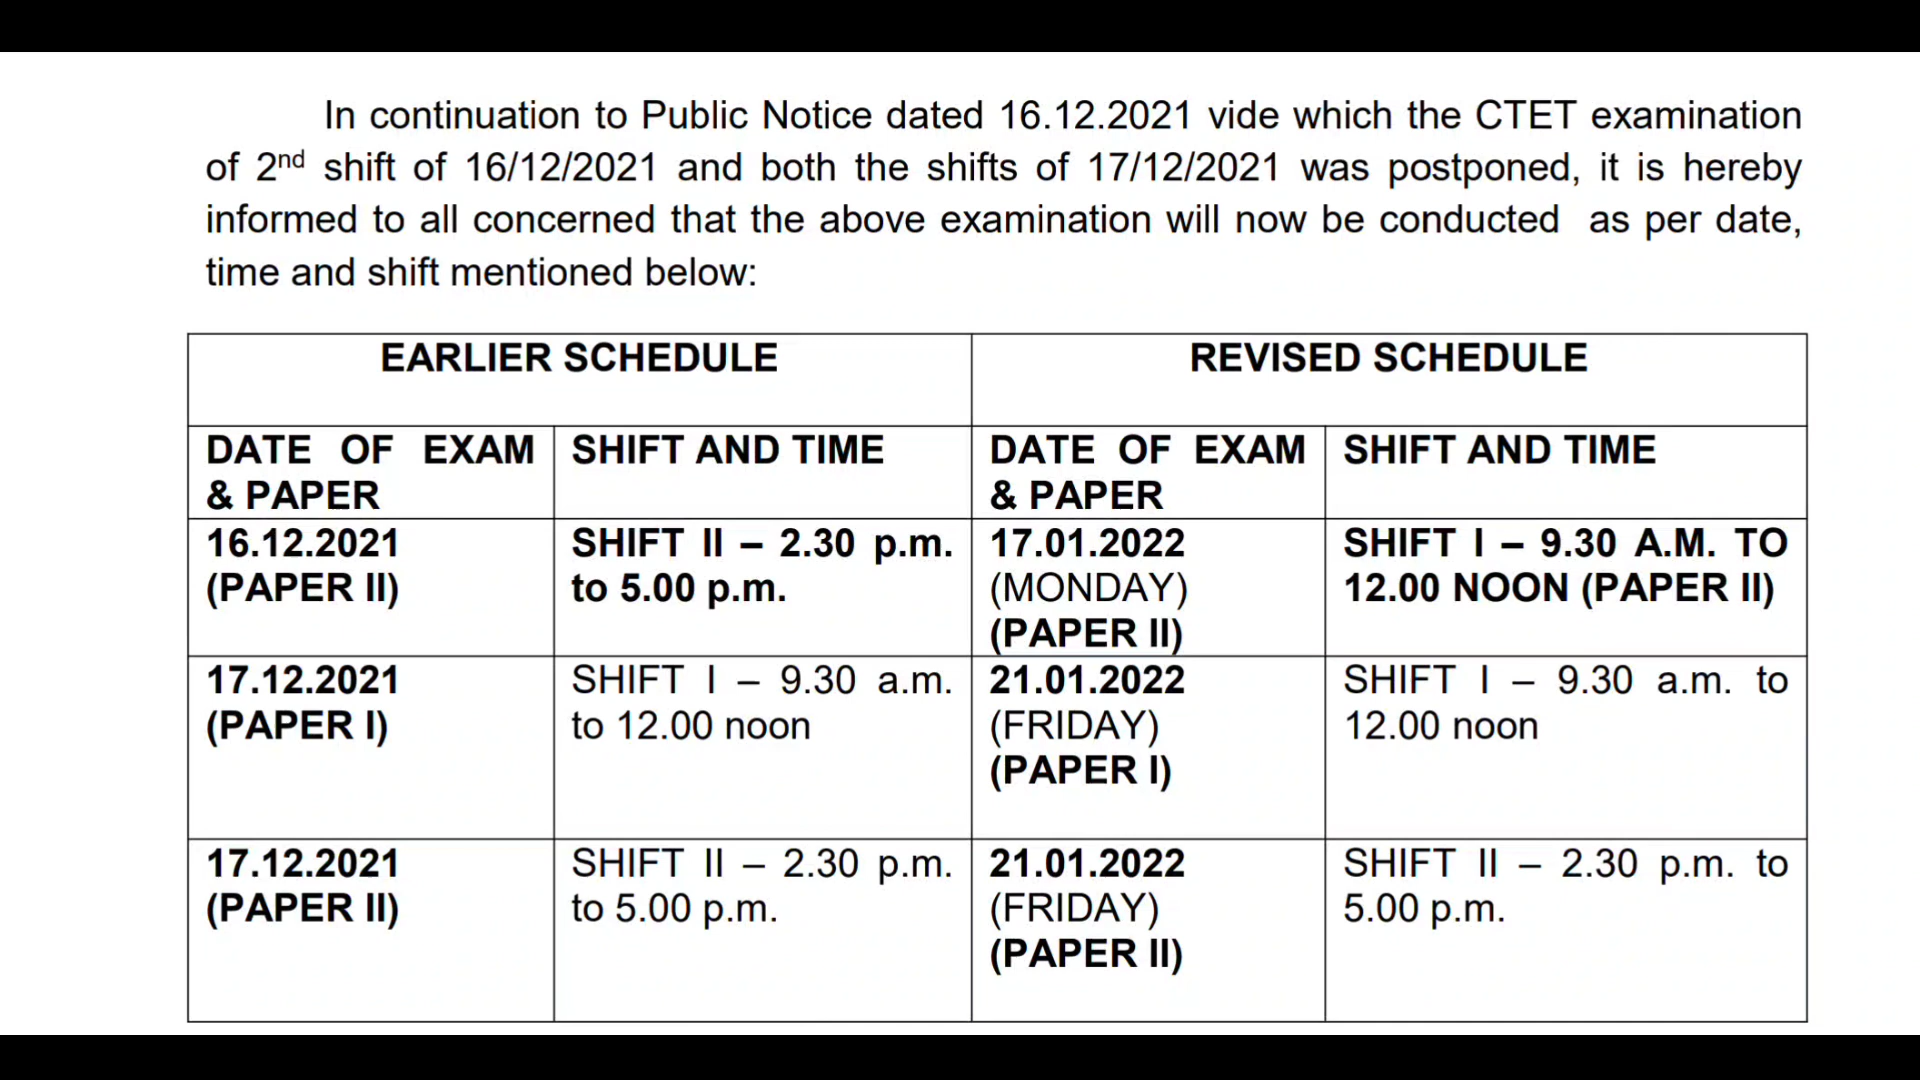 In continuation to Public Notice dated 16.12.2021 vide which the CTET examination
of 2nd shift of 16/12/2021 and both the shifts of 17/12/2021 was postponed, it is hereby
informed to all concerned that the above examination will now be conducted as per date,
time and shift mentioned below:
EARLIER SCHEDULE
REVISED SCHEDULE
DATE OF EXAM
& PAPER
SHIFT AND TIME
DATE OF EXAM
& PAPER
SHIFT AND TIME
16.12.2021
(PAPER II)
SHIFT II – 2.30 p.m.
to 5.00 p.m.
17.01.2022
(MONDAY)
(PAPER II)
SHIFT I – 9.30 A.M. TO
12.00 NOON (PAPER II)
17.12.2021
(PAPER I)
SHIFT I – 9.30 a.m.
to 12.00 noon
21.01.2022
(FRIDAY)
(PAPER I)
SHIFT I – 9.30 a.m. to
12.00 noon
17.12.2021
(PAPER II)
SHIFT II – 2.30 p.m.
to 5.00 p.m.
21.01.2022
(FRIDAY)
(PAPER II)
SHIFT II – 2.30 p.m. to
5.00 p.m.